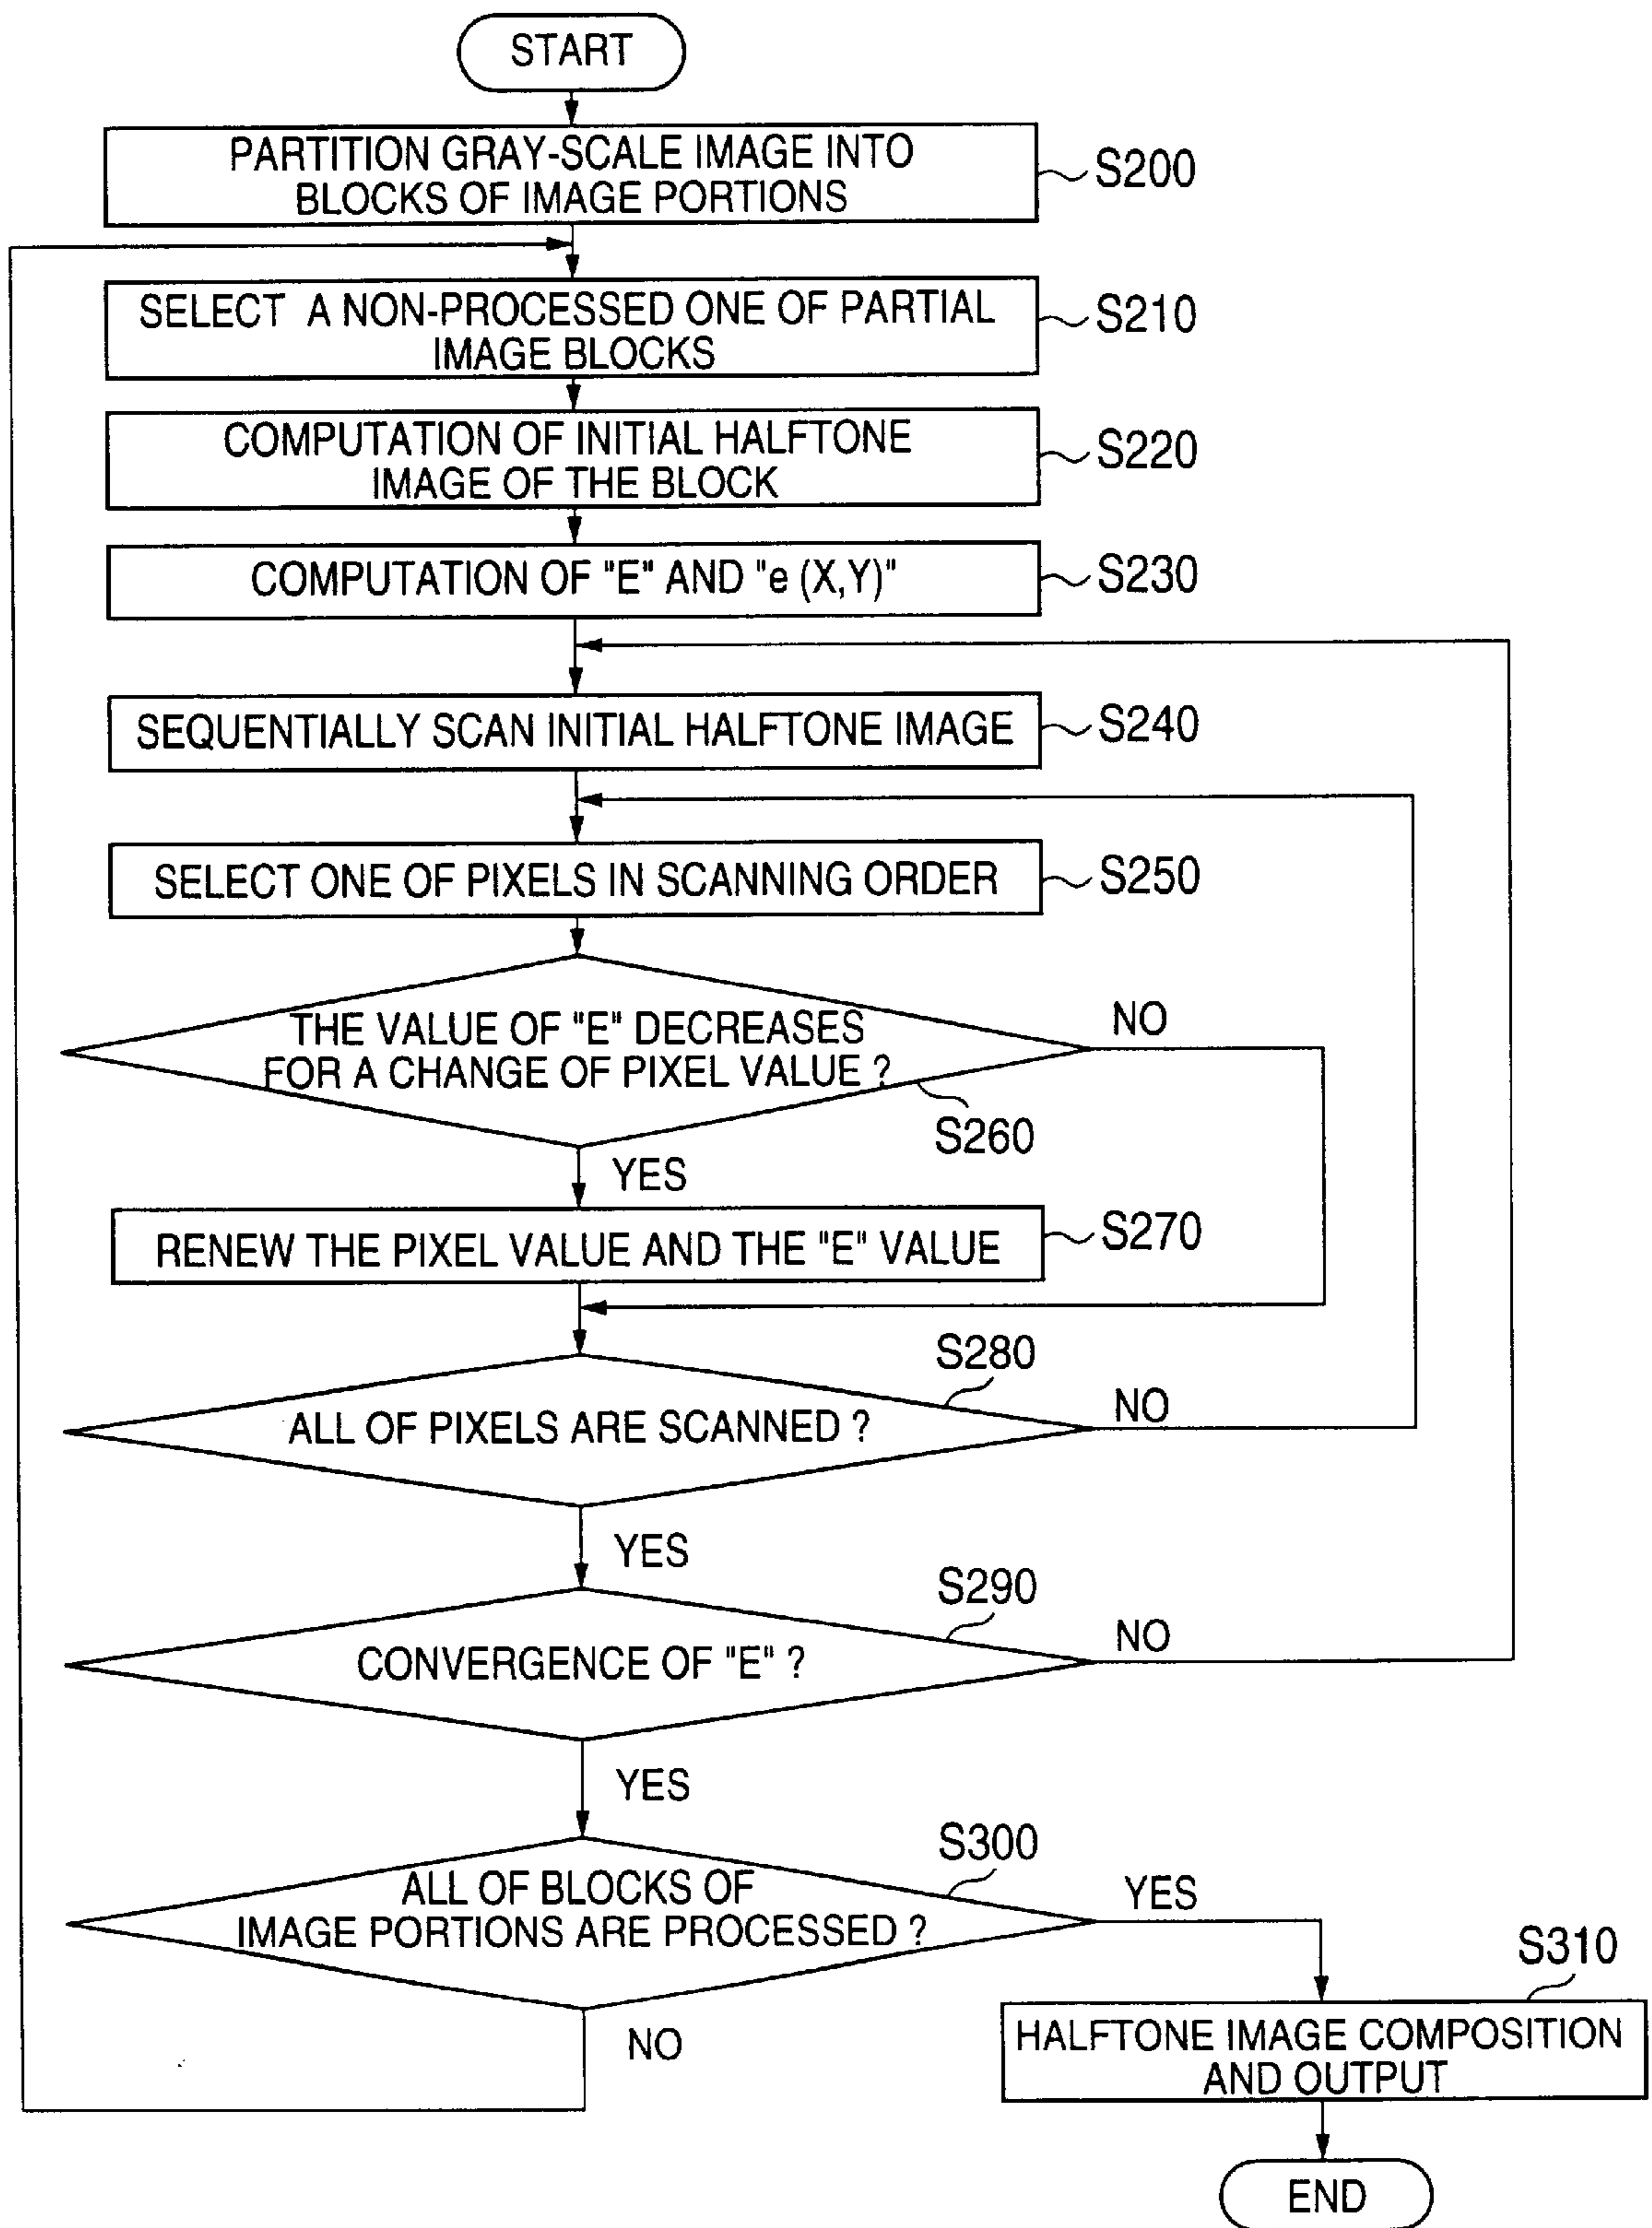 START
PARTITION GRAY-SCALE IMAGE INTO
BLOCKS OF IMAGE PORTIONS
S200
SELECT A NON-PROCESSED ONE OF PARTIAL
IMAGE BLOCKS
S210
COMPUTATION OF INITIAL HALFTONE
IMAGE OF THE BLOCK
S220
COMPUTATION OF "E" AND "e (X,Y)"
S230
SEQUENTIALLY SCAN INITIAL HALFTONE IMAGE
S240
SELECT ONE OF PIXELS IN SCANNING ORDER
S250
THE VALUE OF "E" DECREASES
FOR A CHANGE OF PIXEL VALUE ?
NO
S260
YES
RENEW THE PIXEL VALUE AND THE "E" VALUE
S270
S280
ALL OF PIXELS ARE SCANNED ?
NO
YES
S290
CONVERGENCE OF "E" ?
NO
YES
S300
ALL OF BLOCKS OF
IMAGE PORTIONS ARE PROCESSED ?
YES
NO
S310
HALFTONE IMAGE COMPOSITION
AND OUTPUT
END